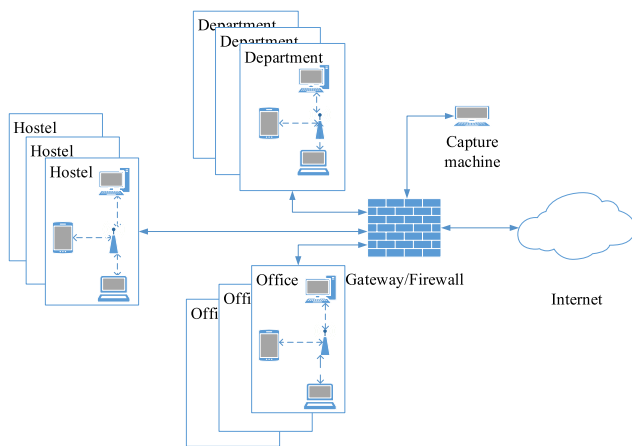 Department
Department
Department
Hostel
Hostel
Hostel
Capture
machine
Gateway/Firewall
Internet
Office
Offi
Offi